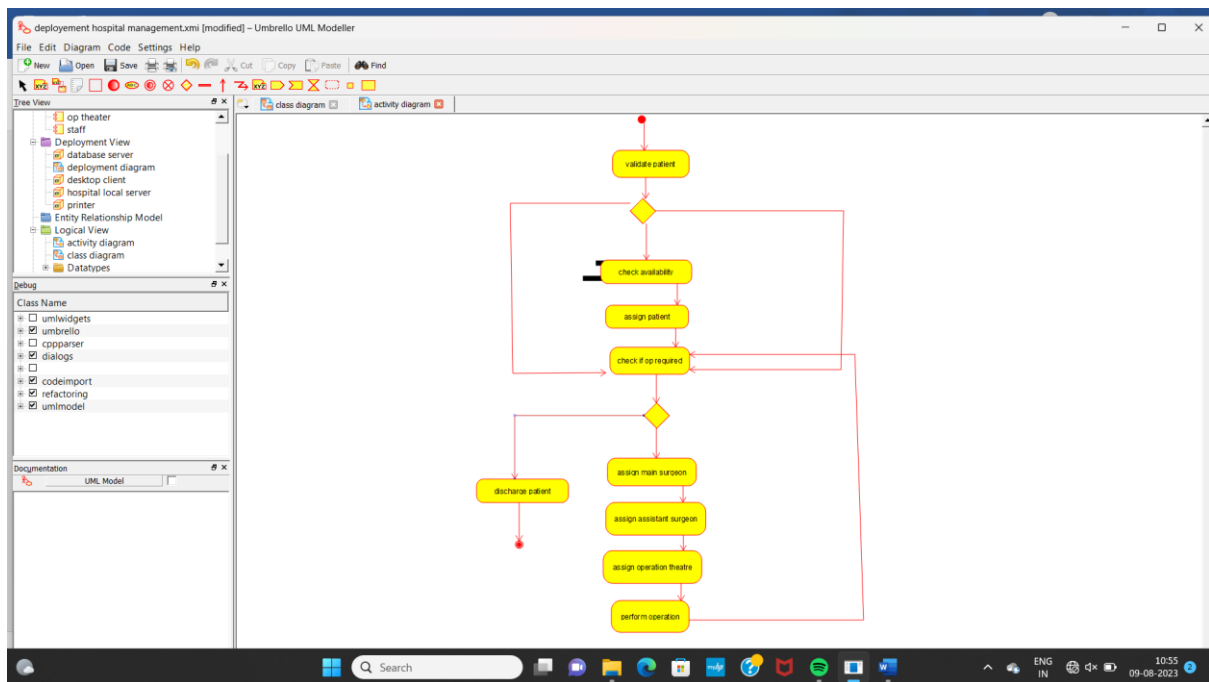 deployement hospital management.xmi [modified] – Umbrello UML Modeller
File Edit Diagram Code Settings Help
New Open Save Cut Copy Paste Find
Tree View
class diagram activity diagram
op theater
staff
Deployment View
database server
deployment diagram
desktop client
hospital local server
printer
Entity Relationship Model
Logical View
activity diagram
class diagram
Datatypes
Debug
Class Name
umlwidgets
umbrello
cppparser
dialogs
codeimport
refactoring
umlmodel
Documentation
UML Model
validate patient
check availability
assign patient
check if op required
assign main surgeon
discharge patient
assign assistant surgeon
assign operation theatre
perform operation
Search
ENG
IN
10:55
09-08-2023
2